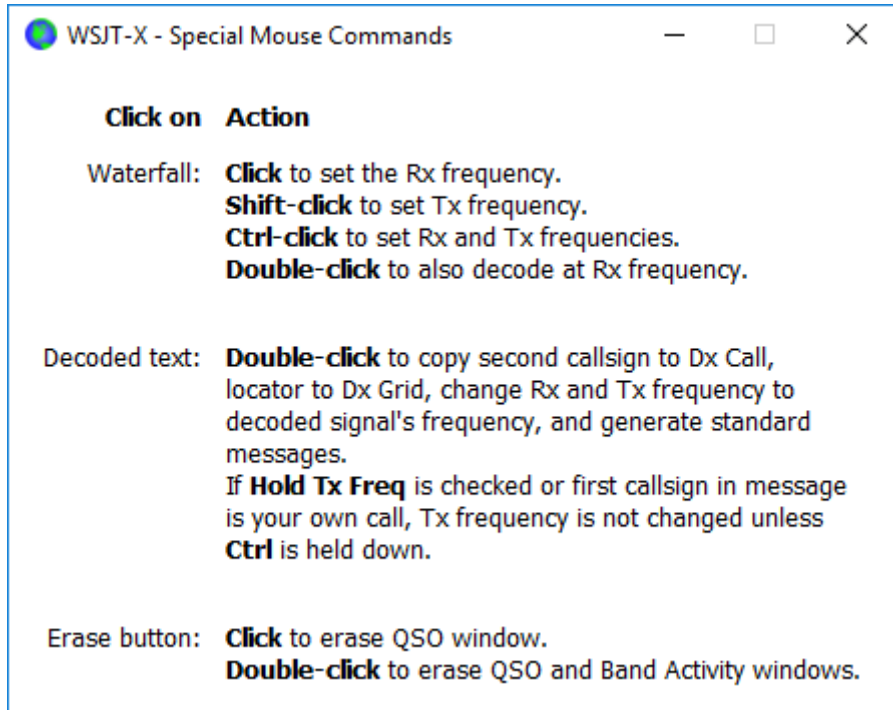 WSJT-X - Special Mouse Commands
Click on Action
Waterfall: Click to set the Rx frequency.
Shift-click to set Tx frequency.
Ctrl-click to set Rx and Tx frequencies.
Double-click to also decode at Rx frequency.
Decoded text: Double-click to copy second callsign to Dx Call,
locator to Dx Grid, change Rx and Tx frequency to
decoded signal's frequency, and generate standard
messages.
If Hold Tx Freq is checked or first callsign in message
is your own call, Tx frequency is not changed unless
Ctrl is held down.
Erase button: Click to erase QSO window.
Double-click to erase QSO and Band Activity windows.